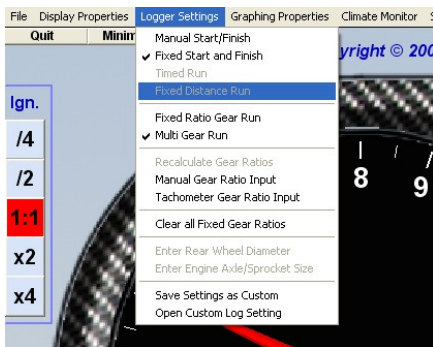 File Display Properties Logger Settings Graphing Properties Climate Monitor
Quit
Manual Start/Finish
yright © 200
Fixed Start and Finish
Timed Run
Fixed Distance Run
Ign.
Fixed Ratio Gear Run
/4
Multi Gear Run
/2
Recalculate Gear Ratios
8
9
Manual Gear Ratio Input
1:1
Tachometer Gear Ratio Input
Clear all Fixed Gear Ratios
x2
Enter Rear Wheel Diameter
Enter Engine Axle/Sprocket Size
x4
Save Settings as Custom
Open Custom Log Setting